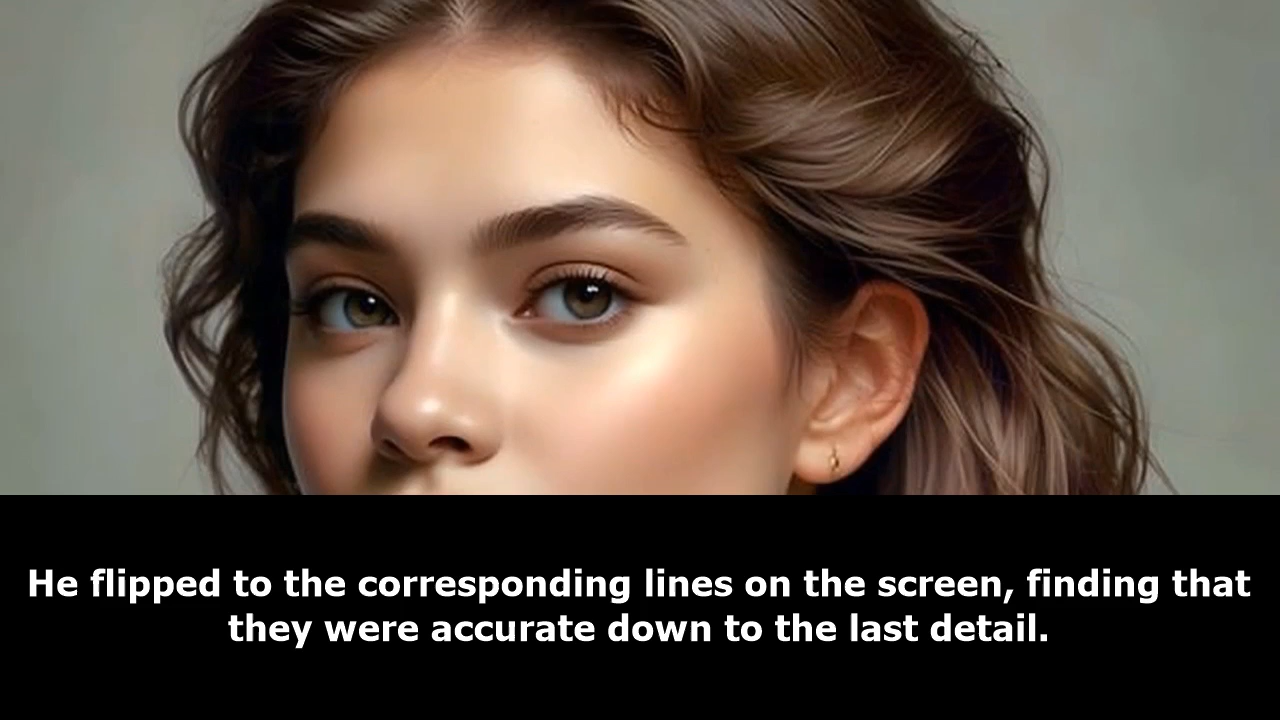 He flipped to the corresponding lines on the screen, finding that
they were accurate down to the last detail.